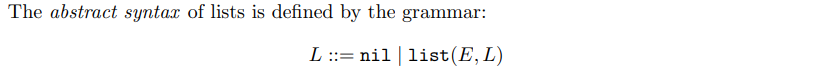 The abstract syntax of lists is defined by the grammar:
L ::= nil | list(E, L)